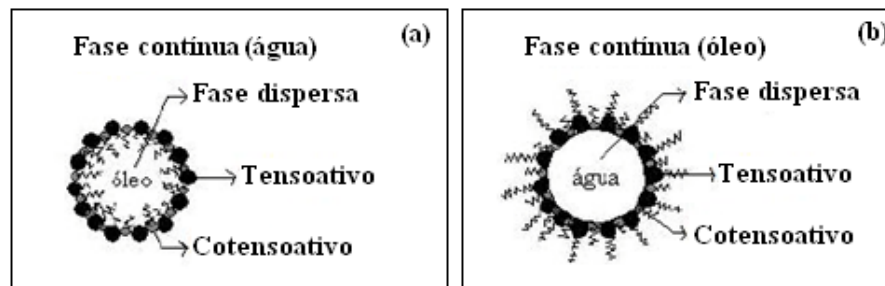 (a)
Fase contínua (água)
Fase dispersa
óleo
Tensoativo
Cotensoativo
(b)
Fase contínua (óleo)
Fase dispersa
água
Tensoativo
Cotensoativo